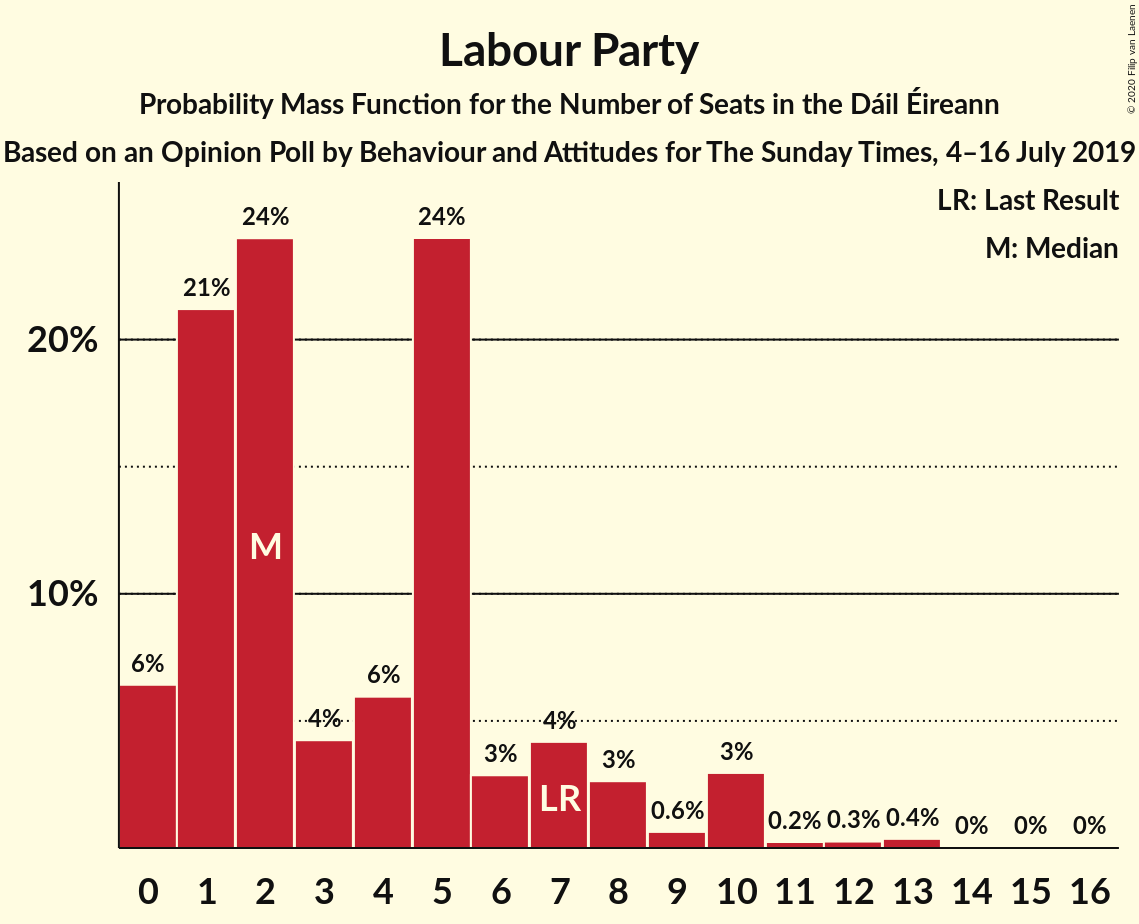 Labour Party
Probability Mass Function for the Number of Seats in the Dáil Éireann
Based on an Opinion Poll by Behaviour and Attitudes for The Sunday Times, 4–16 July 2019
© 2020 Filip van Laenen
LR: Last Result
M: Median
20%
10%
6%
21%
24%
4%
6%
24%
3%
4%
3%
0.6%
3%
0.2%
0.3%
0.4%
0%
0%
0%
M
LR
0 1 2 3 4 5 6 7 8 9 10 11 12 13 14 15 16